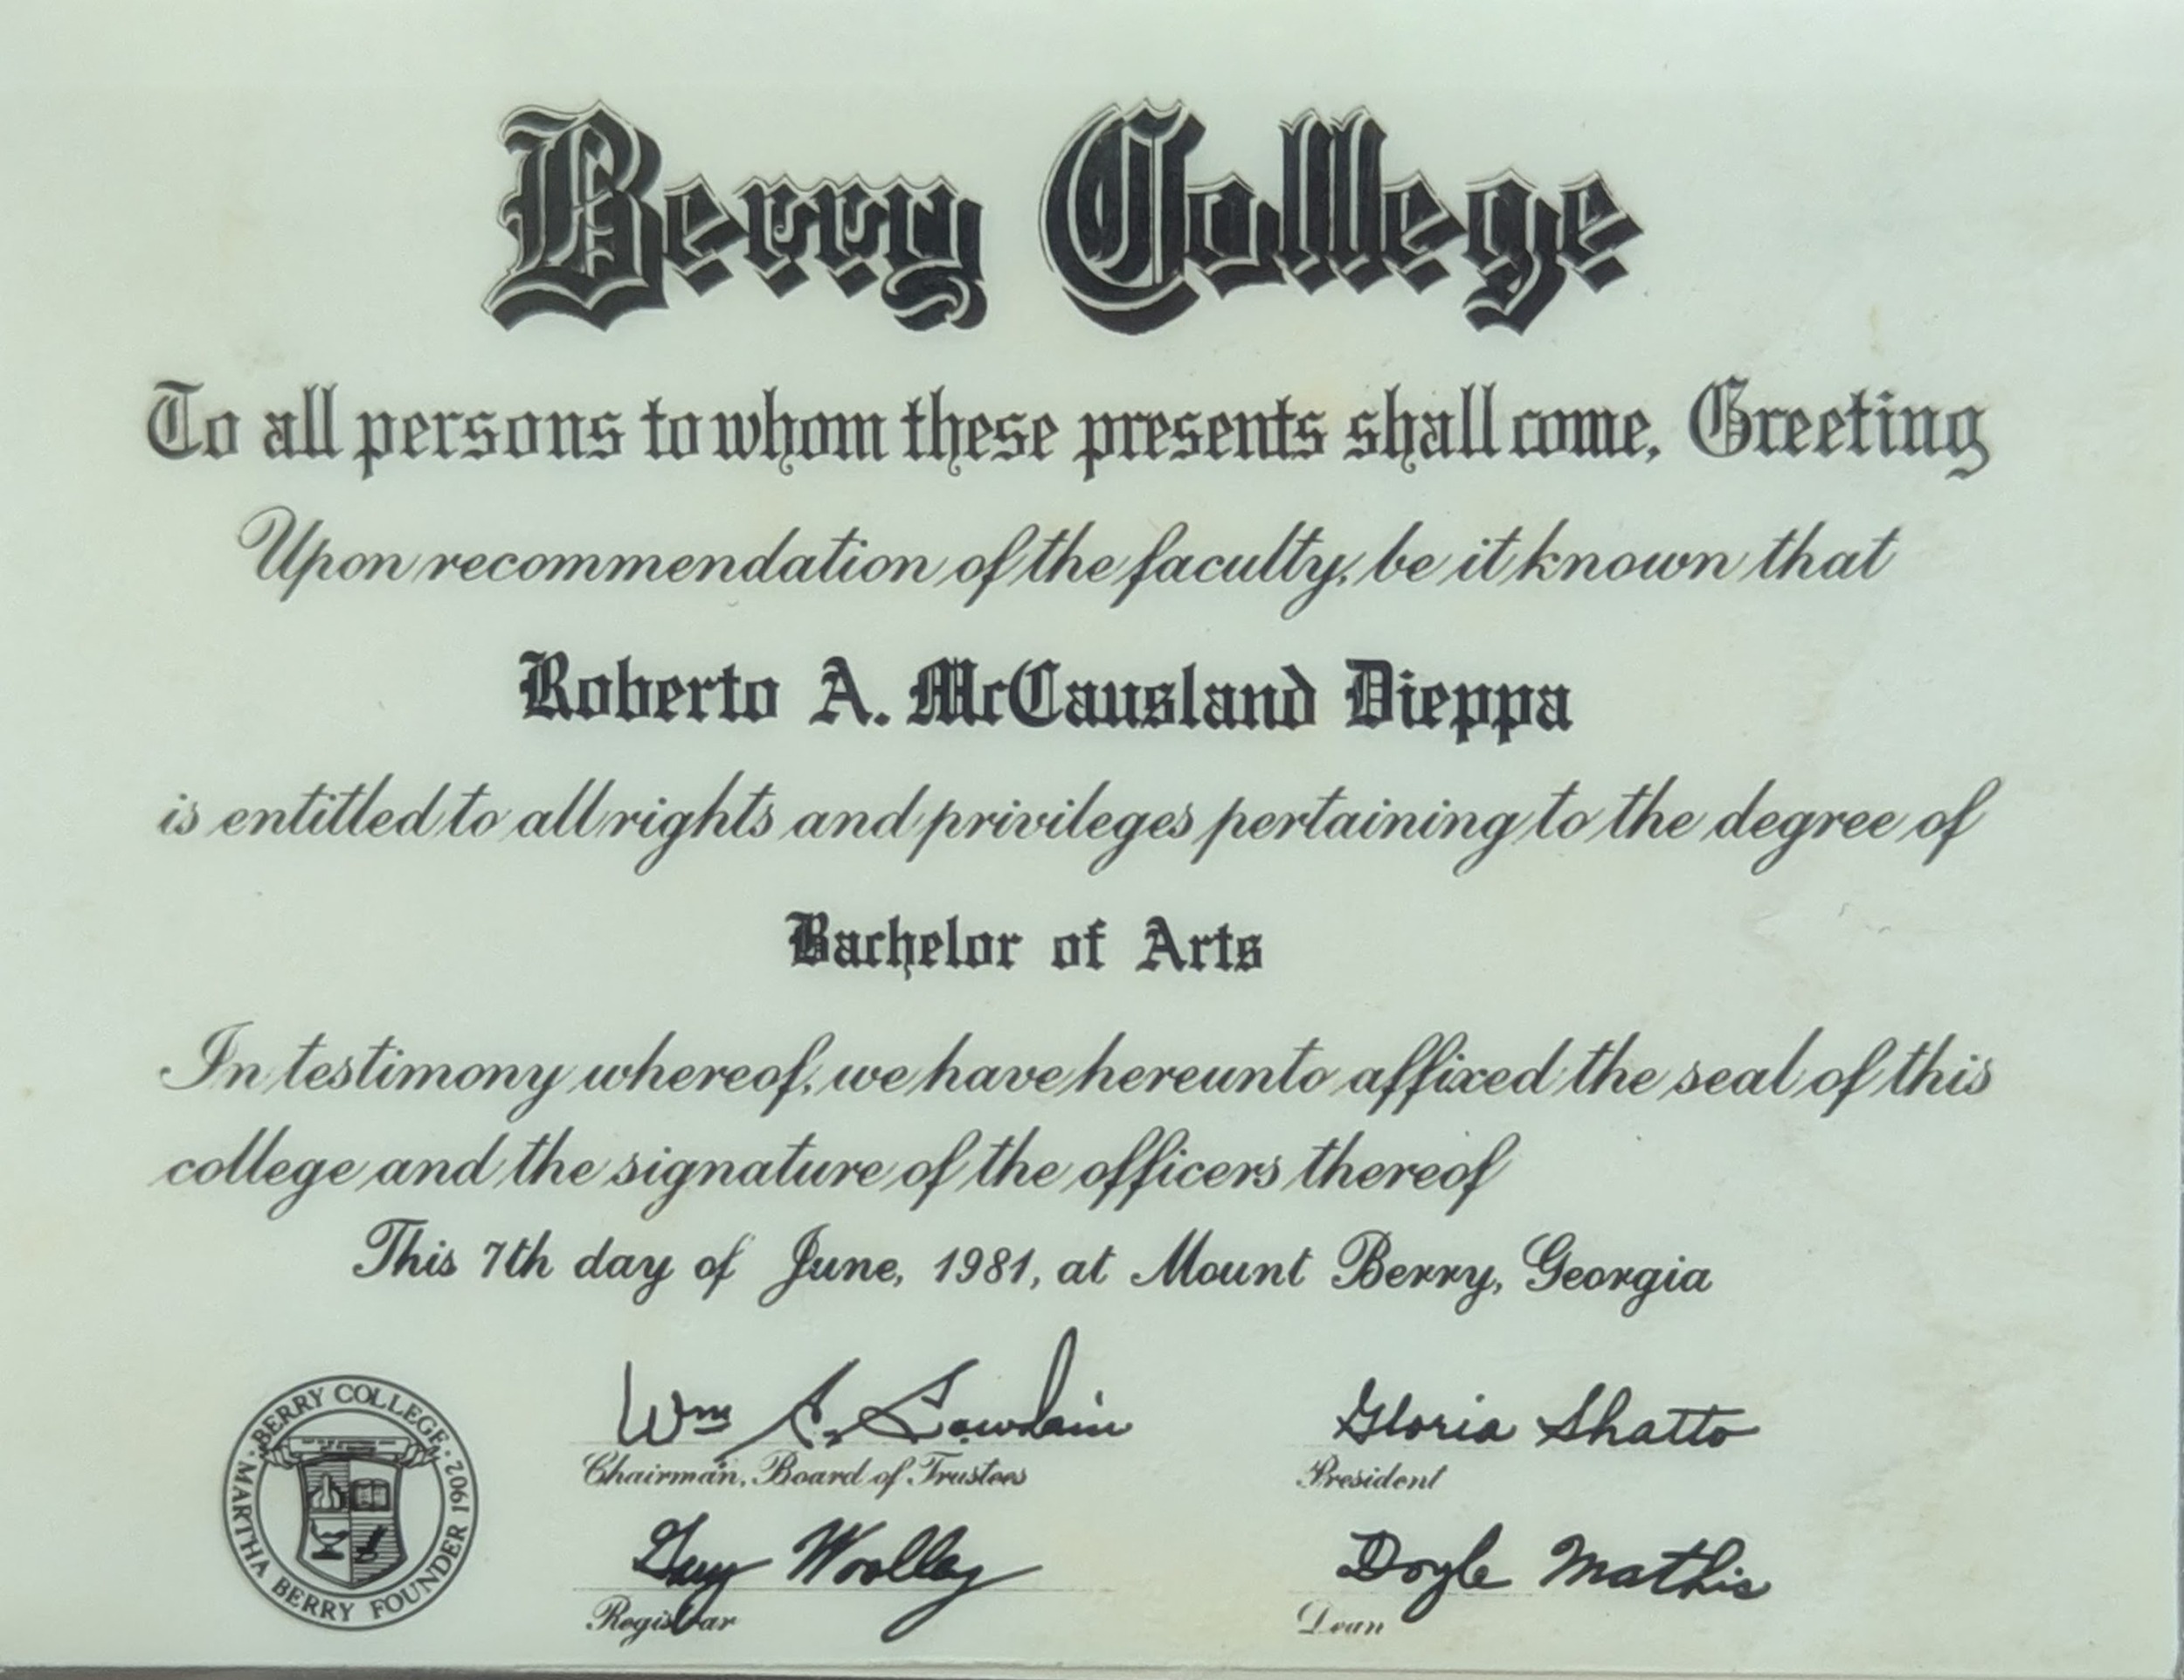 Berry College
To all persons to whom these presents shall come, Greeting
Upon recommendation of the faculty, be it known that
Roberto A. McCausland Dieppa
is entitled to all rights and privileges pertaining to the degree of
Bachelor of Arts
In testimony whereof, we have hereunto affixed the seal of this
college and the signature of the officers thereof
This 7th day of June, 1981, at Mount Berry, Georgia
Wm
Chairman, Board of Trustees
Gloria Shatto
President
Guy Woolley
Registrar
Doyle Mathis
Dean
BERRY COLLEGE · 1902 ·
MARTHA BERRY FOUNDER